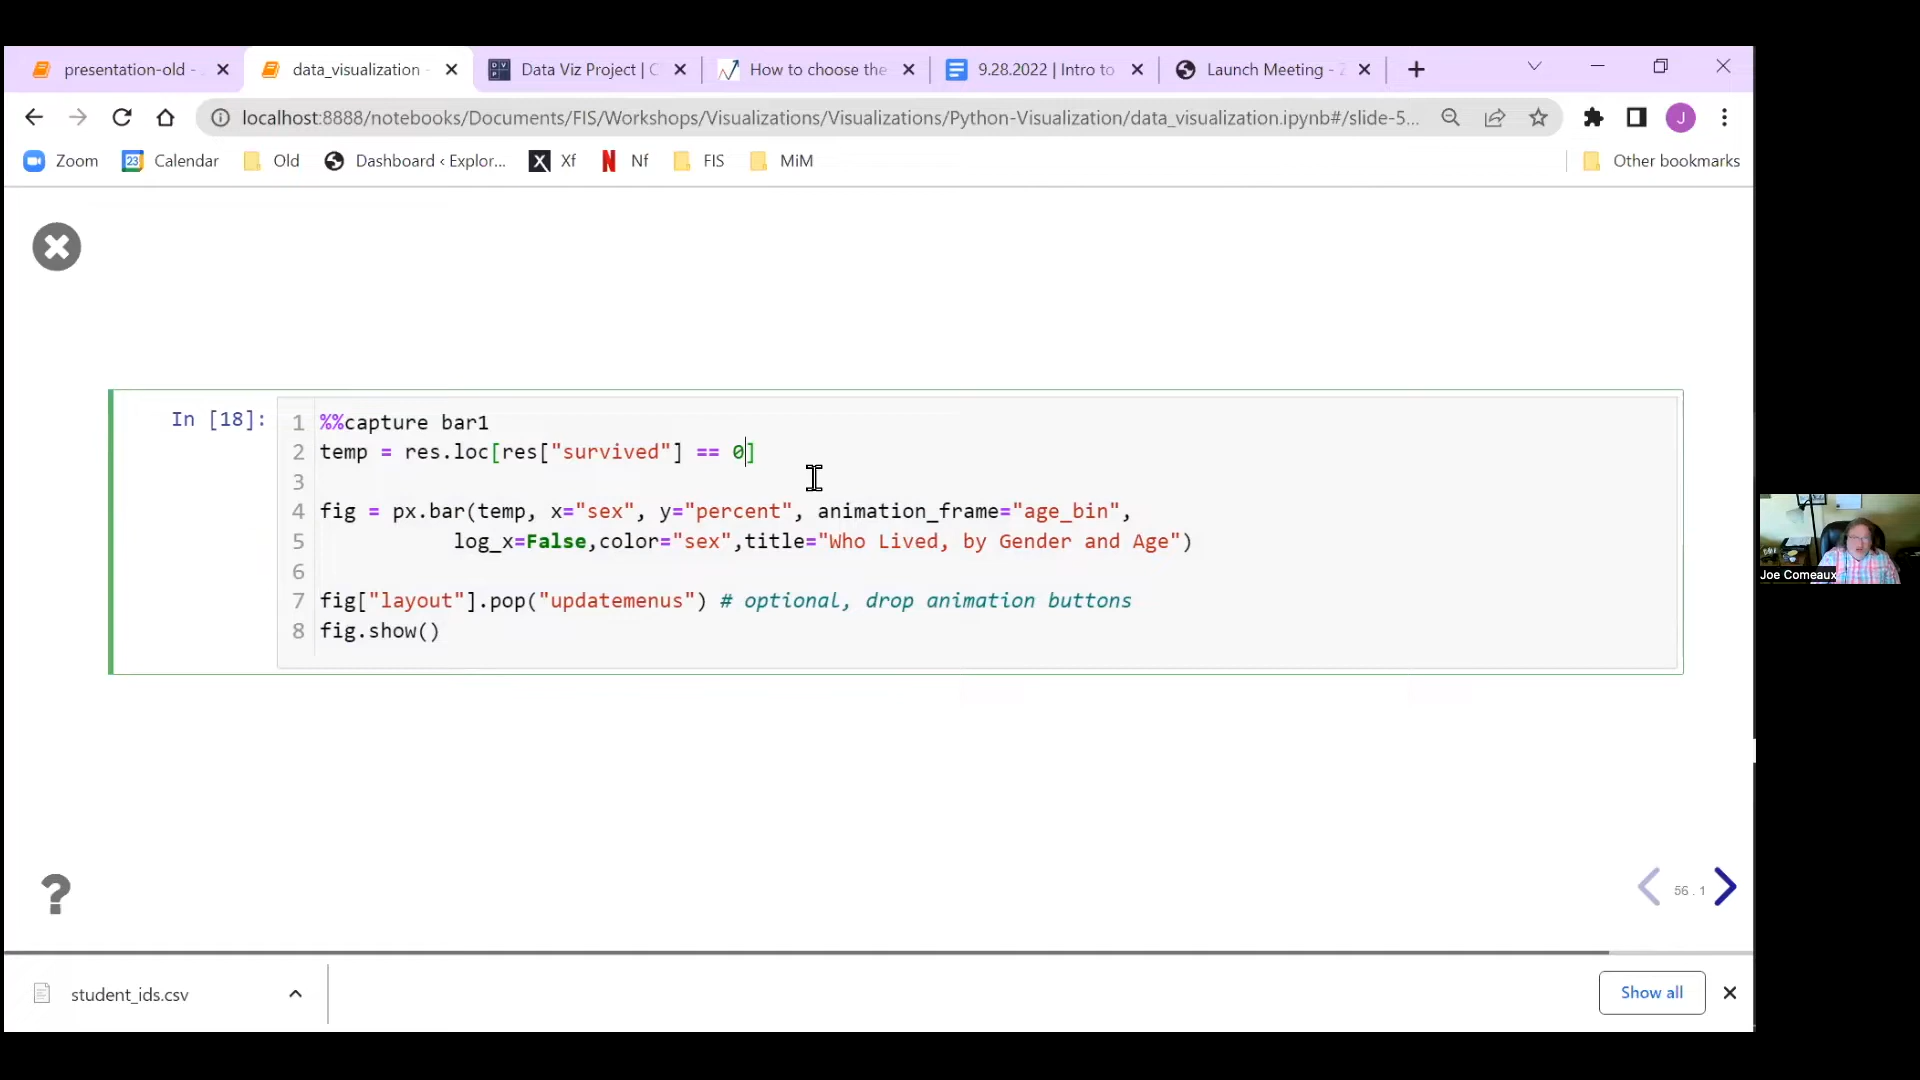 presentation-old -
data_visualization -
Data Viz Project | C
How to choose the
9.28.2022 | Intro to
Launch Meeting - Z
localhost:8888/notebooks/Documents/FIS/Workshops/Visualizations/Visualizations/Python-Visualization/data_visualization.ipynb#/slide-5...
J
Zoom
23
Calendar
Old
Dashboard ‹ Explor...
X
Xf
N
Nf
FIS
MiM
Other bookmarks
In [18]:
1 %%capture bar1
2 temp = res.loc[res["survived"] == 0]
3
4 fig = px.bar(temp, x="sex", y="percent", animation_frame="age_bin",
5 log_x=False,color="sex",title="Who Lived, by Gender and Age")
6
7 fig["layout"].pop("updatemenus") # optional, drop animation buttons
8 fig.show()
Joe Comeaux
?
56 . 1
student_ids.csv
Show all